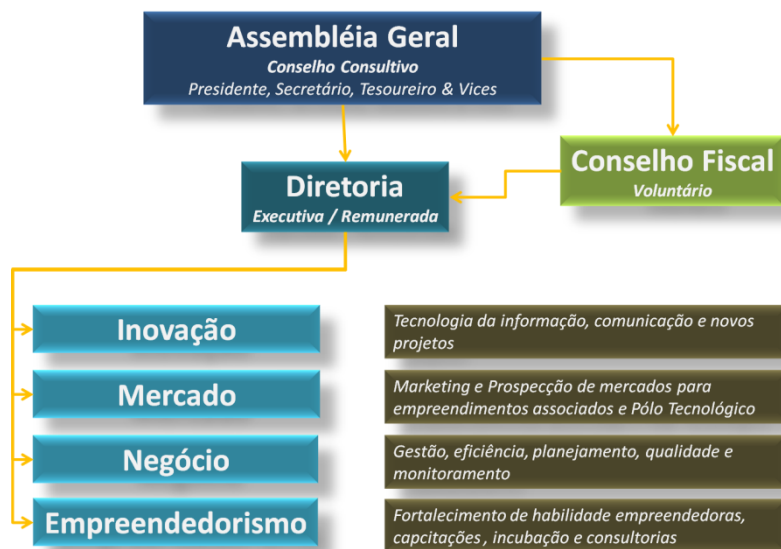 Assembléia Geral
Conselho Consultivo
Presidente, Secretário, Tesoureiro & Vices
Conselho Fiscal
Voluntário
Diretoria
Executiva / Remunerada
Inovação
Tecnologia da informação, comunicação e novos
projetos
Mercado
Marketing e Prospecção de mercados para
empreendimentos associados e Pólo Tecnológico
Negócio
Gestão, eficiência, planejamento, qualidade e
monitoramento
Empreendedorismo
Fortalecimento de habilidade empreendedoras,
capcitações , incubação e consultorias